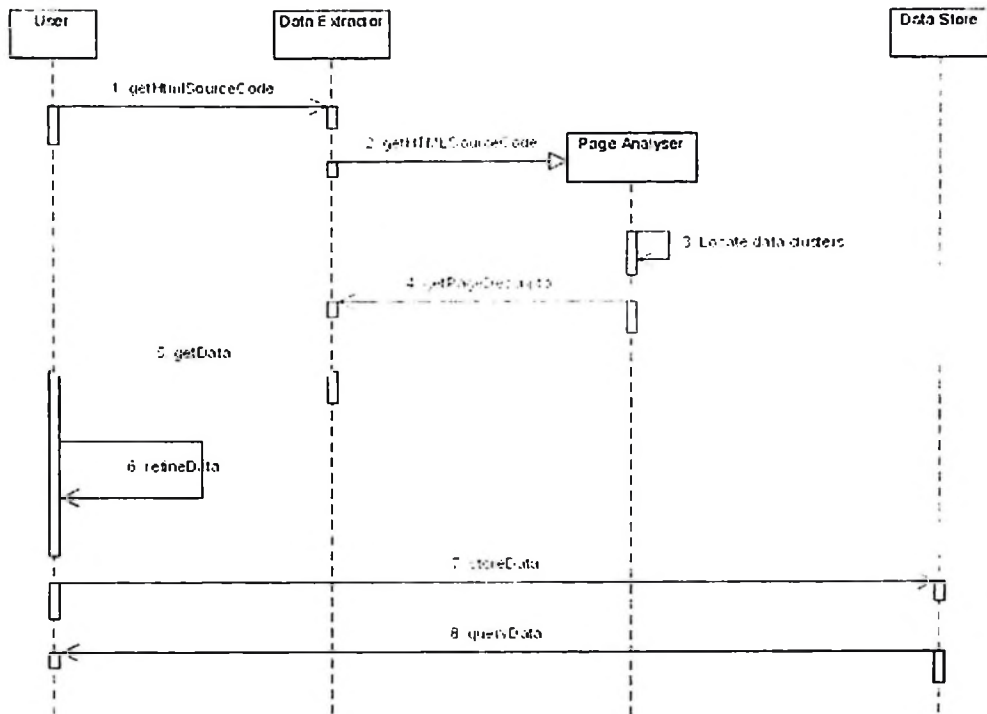 User
Data Extractor
Data Store
1. getHtmlSourceCode
2. getHTMLSourceCode
Page Analyser
3. Locate data clusters
4.
5. getData
6. refineData
7. storeData
8. queryData